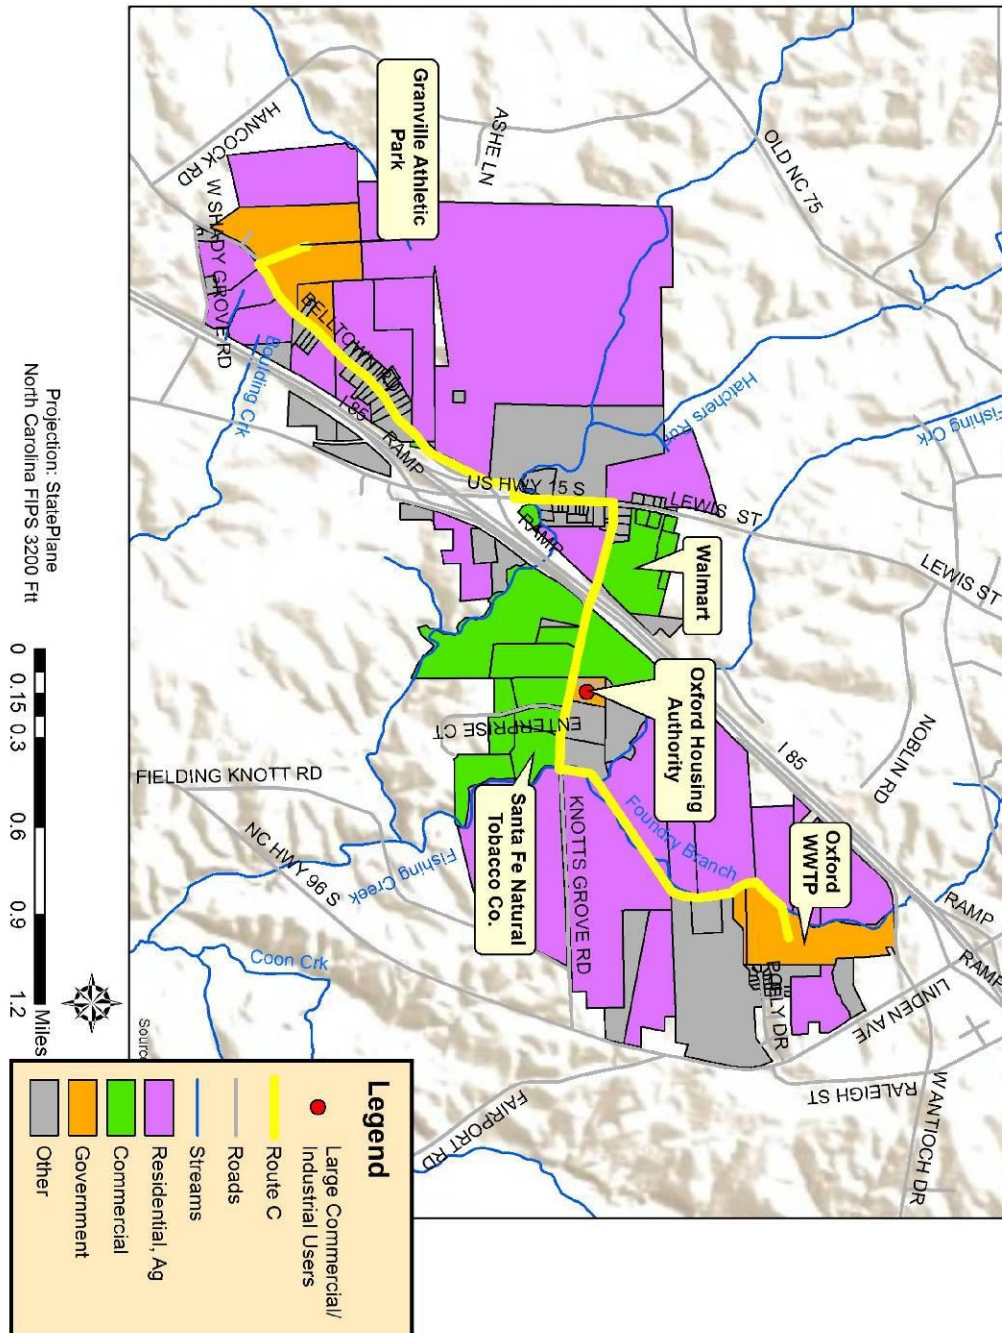 Granville Athletic
Park
HANCOCK RD
W SHADY GROVE RD
ASHE LN
OLD NC 75
BELLTOWN RD
Boulding Crk
I 85
RAMP
US HWY 15 S
RAMP
Hatchers Run
Fishing Crk
LEWIS ST
LEWIS ST
Walmart
Oxford Housing
Authority
ENTERPRISE CT
Santa Fe Natural
Tobacco Co.
FIELDING KNOTT RD
NC HWY 96 S
Fishing Creek
Coon Crk
KNOTTS GROVE RD
Foundry Branch
Oxford
WWTP
I 85
NOBLIN RD
RAMP
RAMP
LINDEN AVE
W ANTIOCH DR
RALEIGH ST
FAIRPORT RD
Projection: StatePlane
North Carolina FIPS 3200 Ftt
0 0.15 0.3 0.6 0.9 1.2
Miles
Legend
Large Commercial/
Industrial Users
Route C
Roads
Streams
Residential, Ag
Commercial
Government
Other